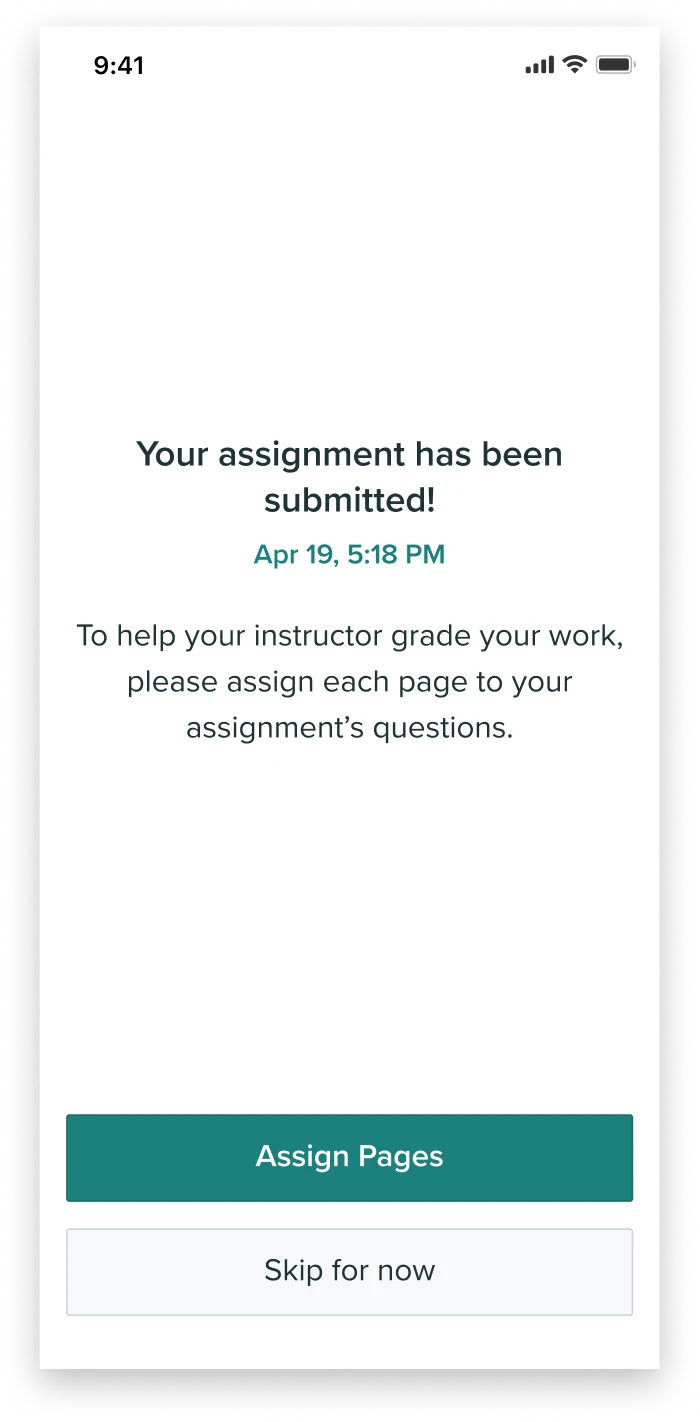 9:41
Your assignment has been
submitted!
Apr 19, 5:18 PM
To help your instructor grade your work,
please assign each page to your
assignment’s questions.
Assign Pages
Skip for now